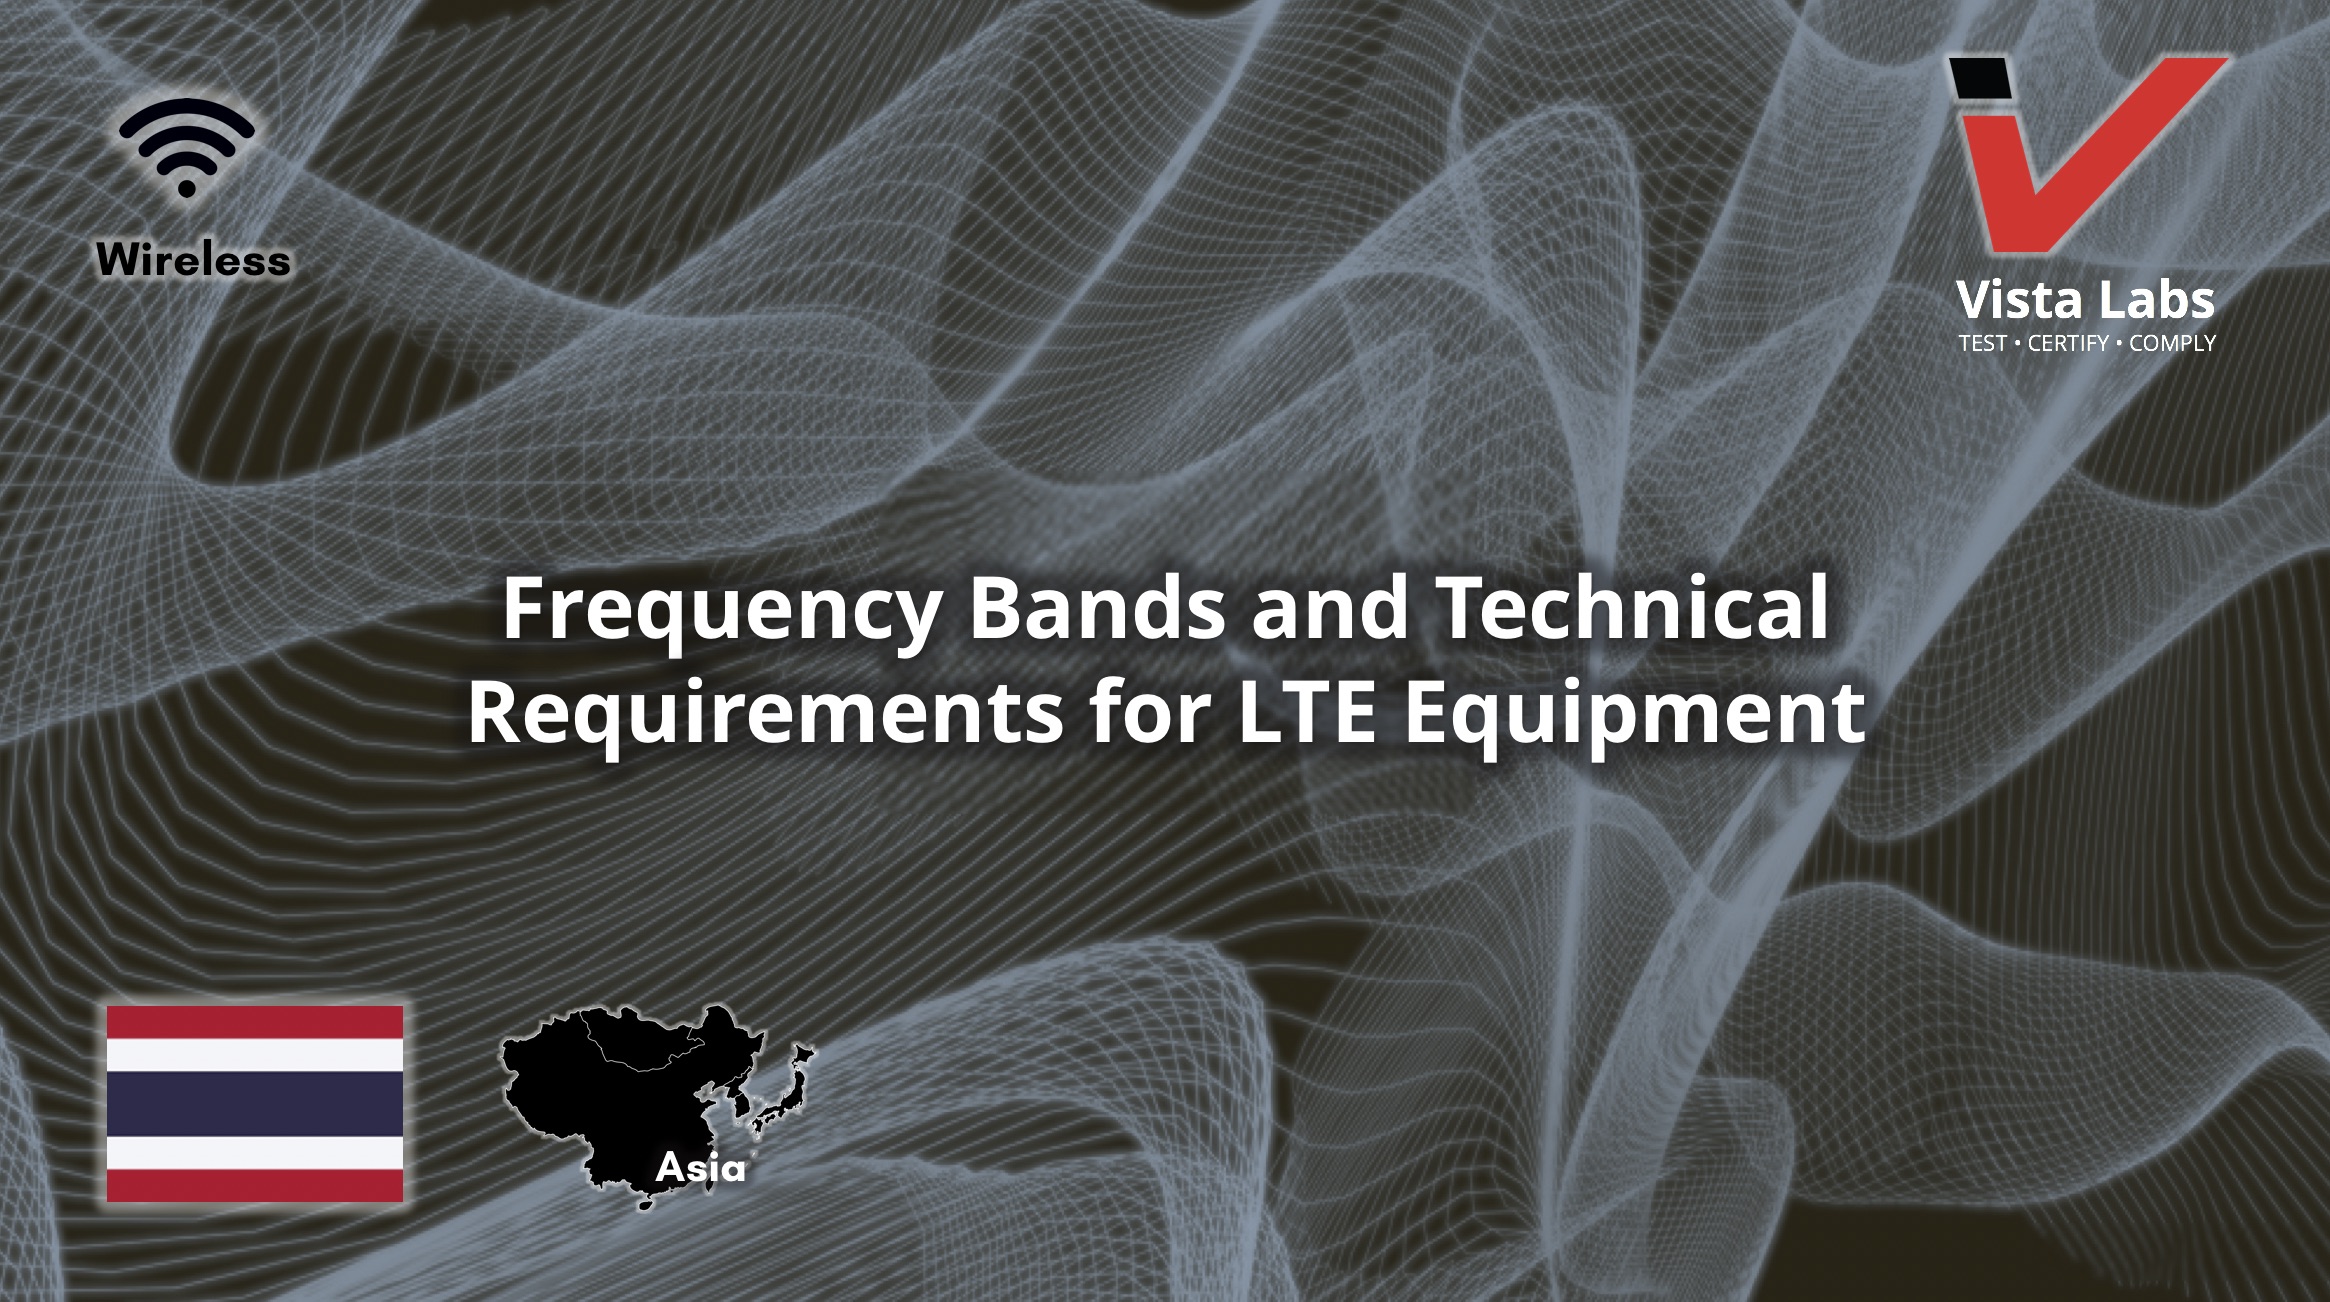 Wireless
Vista Labs
TEST • CERTIFY • COMPLY
Frequency Bands and Technical
Requirements for LTE Equipment
Asia